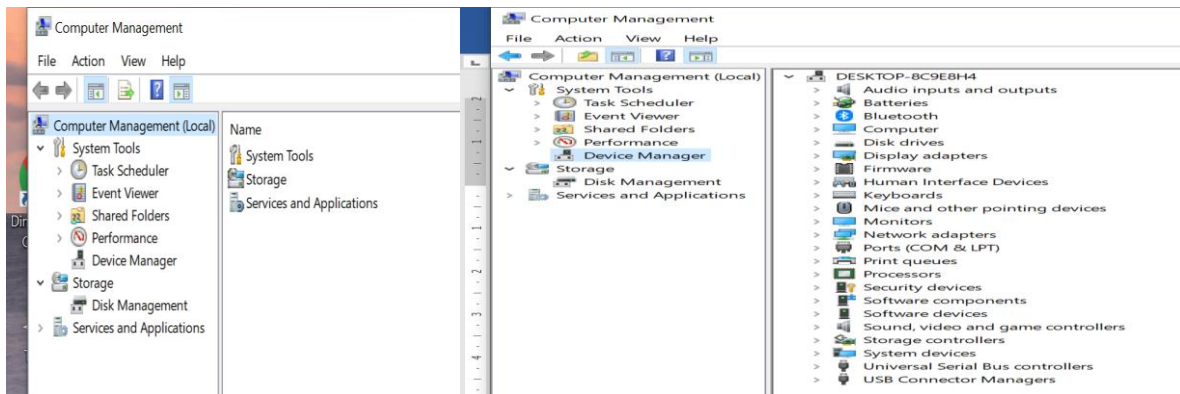 Computer Management
File Action View Help
Computer Management (Local)
System Tools
Task Scheduler
Event Viewer
Shared Folders
Performance
Device Manager
Storage
Disk Management
Services and Applications
Name
System Tools
Storage
Services and Applications
Computer Management
File Action View Help
Computer Management (Local)
System Tools
Task Scheduler
Event Viewer
Shared Folders
Performance
Device Manager
Storage
Disk Management
Services and Applications
DESKTOP-8C9E8H4
Audio inputs and outputs
Batteries
Bluetooth
Computer
Disk drives
Display adapters
Firmware
Human Interface Devices
Keyboards
Mice and other pointing devices
Monitors
Network adapters
Ports (COM & LPT)
Print queues
Processors
Security devices
Software components
Software devices
Sound, video and game controllers
Storage controllers
System devices
Universal Serial Bus controllers
USB Connector Managers